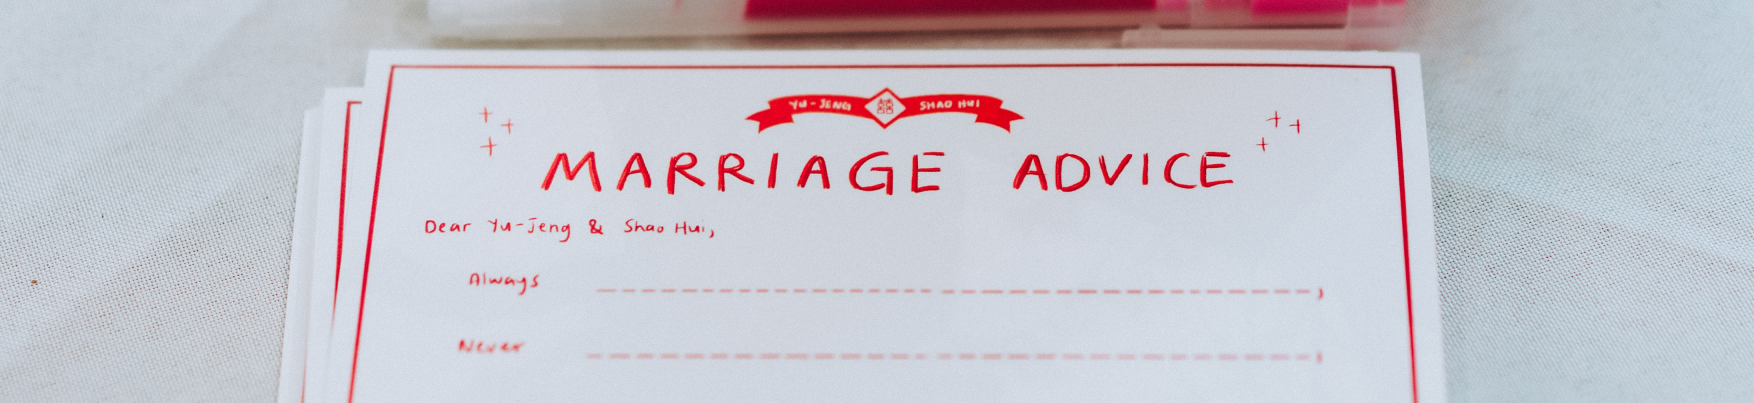 YU-JENG 囍 SHAO HUI
MARRIAGE ADVICE
Dear Yu-Jeng & Shao Hui,
Always ,
Never ,